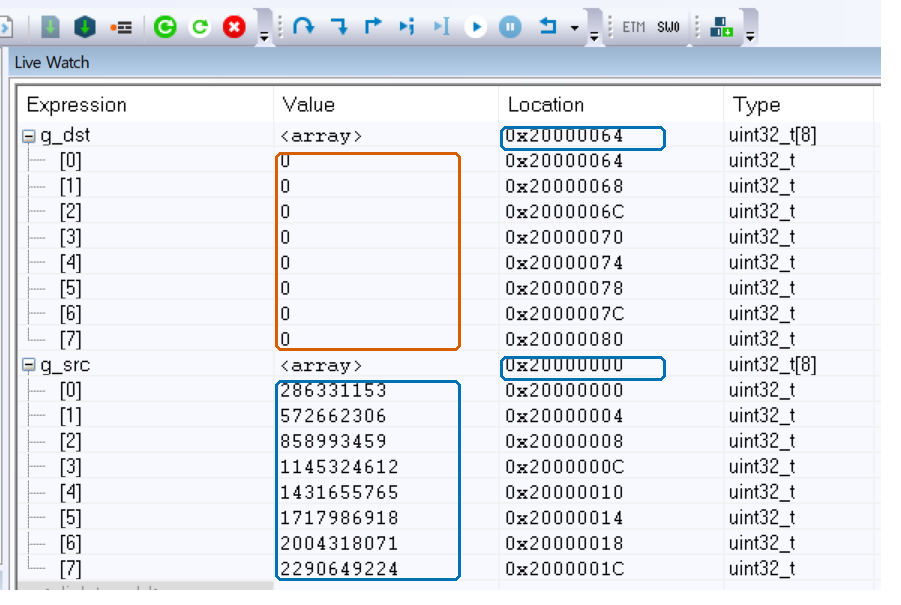 ETM SWO
Live Watch
Expression Value Location Type
g_dst <array> 0x20000064 uint32_t[8]
[0] 0 0x20000064 uint32_t
[1] 0 0x20000068 uint32_t
[2] 0 0x2000006C uint32_t
[3] 0 0x20000070 uint32_t
[4] 0 0x20000074 uint32_t
[5] 0 0x20000078 uint32_t
[6] 0 0x2000007C uint32_t
[7] 0 0x20000080 uint32_t
g_src <array> 0x20000000 uint32_t[8]
[0] 286331153 0x20000000 uint32_t
[1] 572662306 0x20000004 uint32_t
[2] 858993459 0x20000008 uint32_t
[3] 1145324612 0x2000000C uint32_t
[4] 1431655765 0x20000010 uint32_t
[5] 1717986918 0x20000014 uint32_t
[6] 2004318071 0x20000018 uint32_t
[7] 2290649224 0x2000001C uint32_t